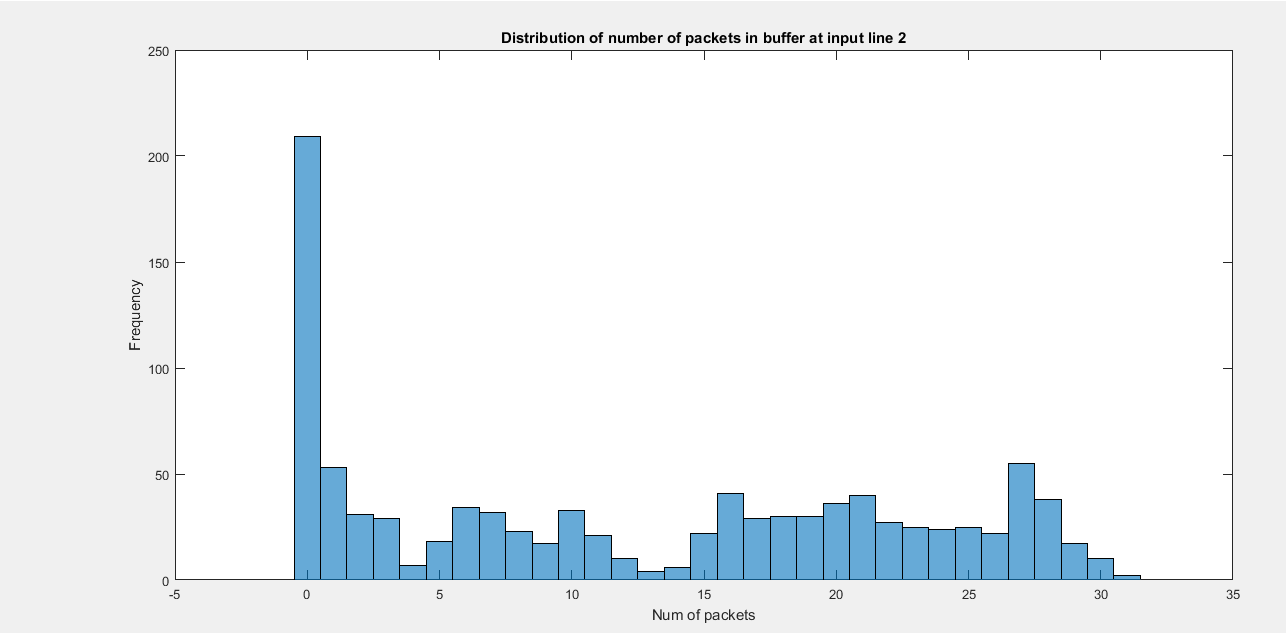 Distribution of number of packets in buffer at input line 2
250
200
150
100
50
0
Frequency
-5 0 5 10 15 20 25 30 35
Num of packets